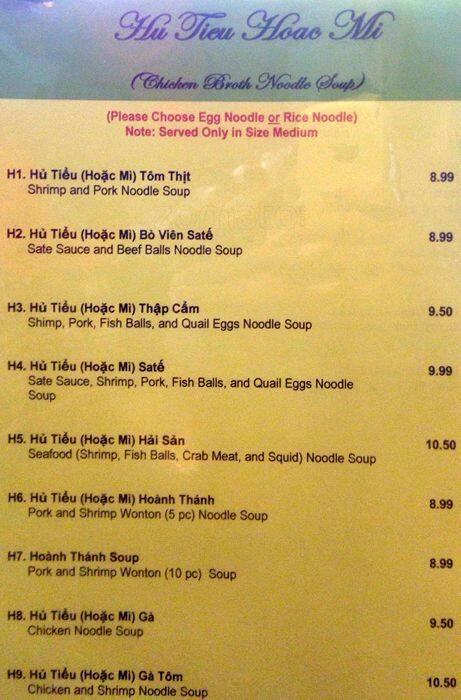 Hu Tieu Hoac Mi
(Chicken Broth Noodle Soup)
(Please Choose Egg Noodle or Rice Noodle)
Note: Served Only in Size Medium
H1. Hủ Tiếu (Hoặc Mì) Tôm Thịt 8.99
Shrimp and Pork Noodle Soup
H2. Hủ Tiếu (Hoặc Mì) Bò Viên Satế 8.99
Sate Sauce and Beef Balls Noodle Soup
H3. Hủ Tiếu (Hoặc Mì) Thập Cẩm 9.50
Shimp, Pork, Fish Balls, and Quail Eggs Noodle Soup
H4. Hủ Tiếu (Hoặc Mì) Satế 9.99
Sate Sauce, Shrimp, Pork, Fish Balls, and Quail Eggs Noodle
Soup
H5. Hủ Tiếu (Hoặc Mì) Hải Sản 10.50
Seafood (Shrimp, Fish Balls, Crab Meat, and Squid) Noodle Soup
H6. Hủ Tiếu (Hoặc Mì) Hoành Thánh 8.99
Pork and Shrimp Wonton (5 pc) Noodle Soup
H7. Hoành Thánh Soup 8.99
Pork and Shrimp Wonton (10 pc) Soup
H8. Hủ Tiếu (Hoặc Mì) Gà 9.50
Chicken Noodle Soup
H9. Hủ Tiếu (Hoặc Mì) Gà Tôm 10.50
Chicken and Shrimp Noodle Soup